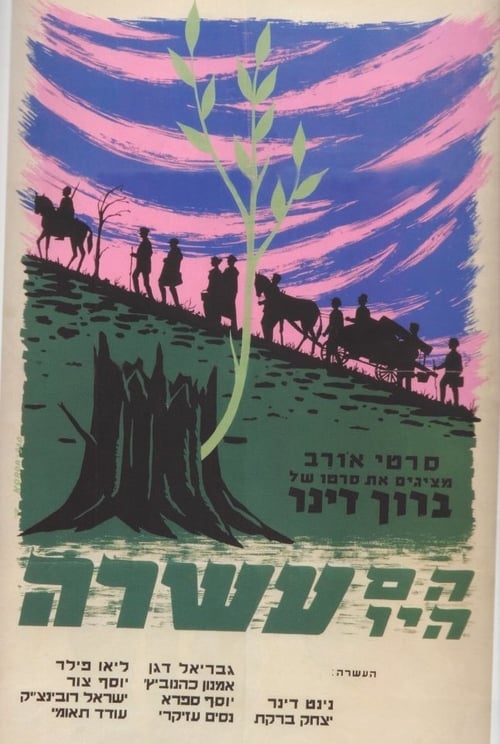 סרטי אורב
מציגים את סרטו של
ברוך דינר
הם
היו
עשרה
העשרה:
נינט דינר
יצחק ברקת
גבריאל דגן
אמנון כהנוביץ'
יוסף ספרא
נסים עזיקרי
ליאו פילר
יוסף צור
ישראל רובינצ'יק
עודד תאומי